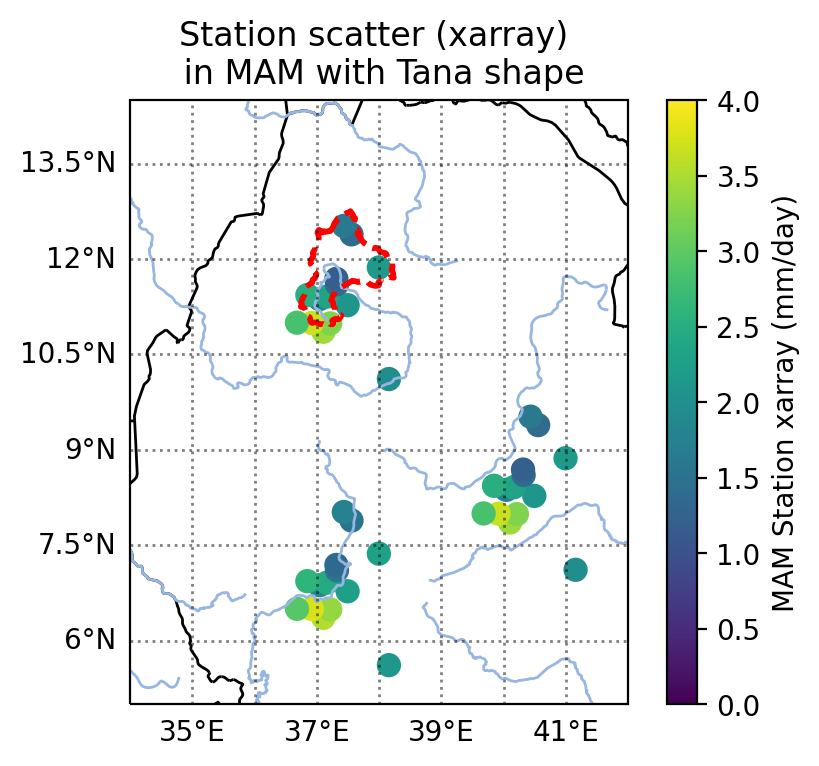 Station scatter (xarray)
in MAM with Tana shape
13.5°N
12°N
10.5°N
9°N
7.5°N
6°N
35°E
37°E
39°E
41°E
4.0
3.5
3.0
2.5
2.0
1.5
1.0
0.5
0.0
MAM Station xarray (mm/day)